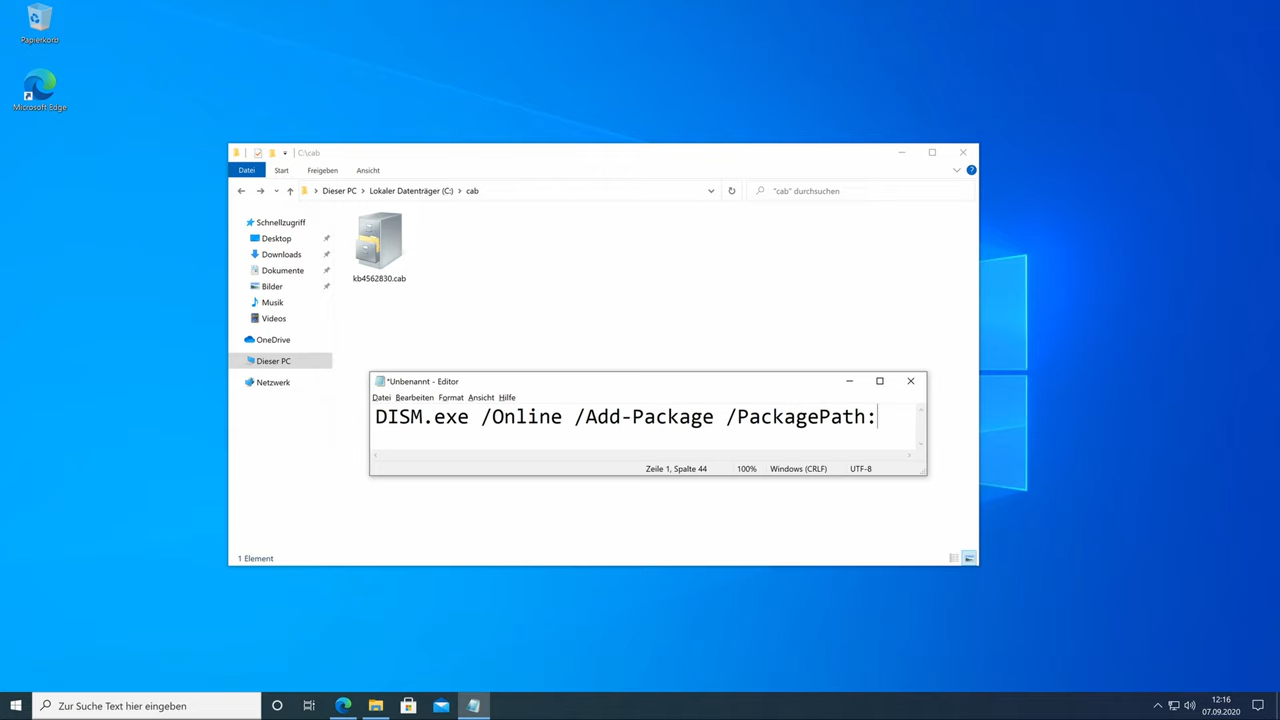 Papierkorb
Microsoft Edge
C:\cab
Datei Start Freigeben Ansicht
Dieser PC Lokaler Datenträger (C:) cab
"cab" durchsuchen
Schnellzugriff
Desktop
Downloads
Dokumente
Bilder
Musik
Videos
OneDrive
Dieser PC
Netzwerk
kb4562830.cab
*Unbenannt - Editor
Datei Bearbeiten Format Ansicht Hilfe
DISM.exe /Online /Add-Package /PackagePath:
Zeile 1, Spalte 44 100% Windows (CRLF) UTF-8
1 Element
Zur Suche Text hier eingeben
12:16
07.09.2020